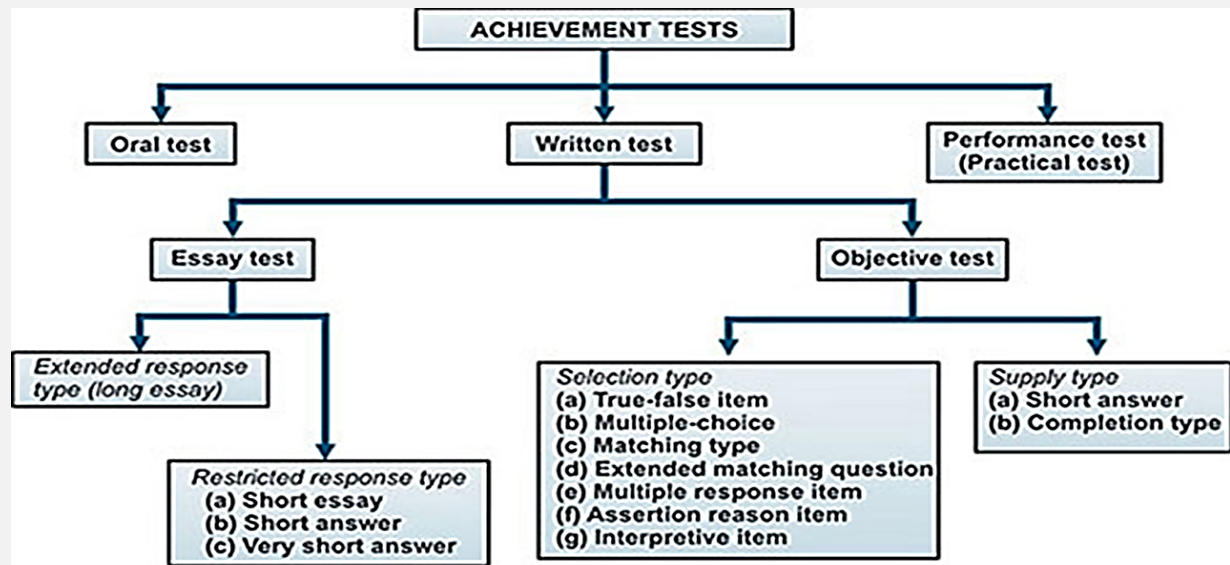 ACHIEVEMENT TESTS
Oral test
Written test
Performance test
(Practical test)
Essay test
Objective test
Extended response
type (long essay)
Restricted response type
(a) Short essay
(b) Short answer
(c) Very short answer
Selection type
(a) True-false item
(b) Multiple-choice
(c) Matching type
(d) Extended matching question
(e) Multiple response item
(f) Assertion reason item
(g) Interpretive item
Supply type
(a) Short answer
(b) Completion type